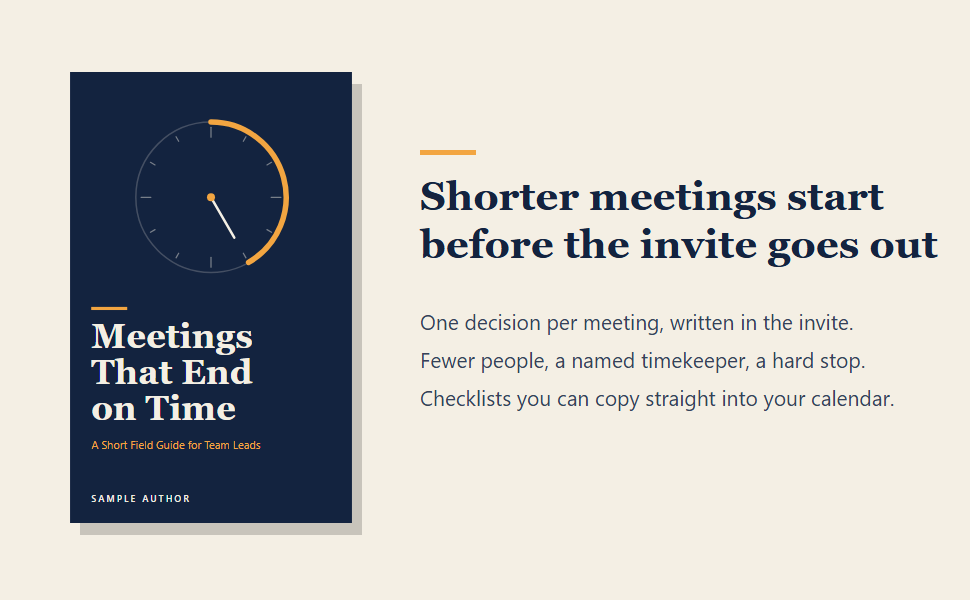 Meetings
That End
on Time
A Short Field Guide for Team Leads
SAMPLE AUTHOR
Shorter meetings start
before the invite goes out
One decision per meeting, written in the invite.
Fewer people, a named timekeeper, a hard stop.
Checklists you can copy straight into your calendar.